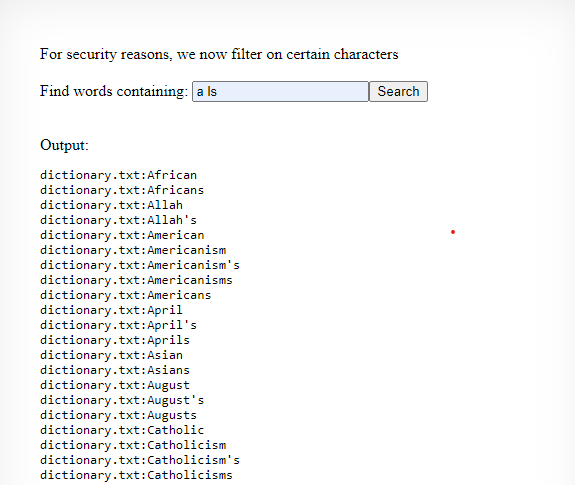 For security reasons, we now filter on certain characters
Find words containing: a ls Search
Output:
dictionary.txt:African
dictionary.txt:Africans
dictionary.txt:Allah
dictionary.txt:Allah's
dictionary.txt:American
dictionary.txt:Americanism
dictionary.txt:Americanism's
dictionary.txt:Americanisms
dictionary.txt:Americans
dictionary.txt:April
dictionary.txt:April's
dictionary.txt:Aprils
dictionary.txt:Asian
dictionary.txt:Asians
dictionary.txt:August
dictionary.txt:August's
dictionary.txt:Augusts
dictionary.txt:Catholic
dictionary.txt:Catholicism
dictionary.txt:Catholicism's
dictionary.txt:Catholicisms